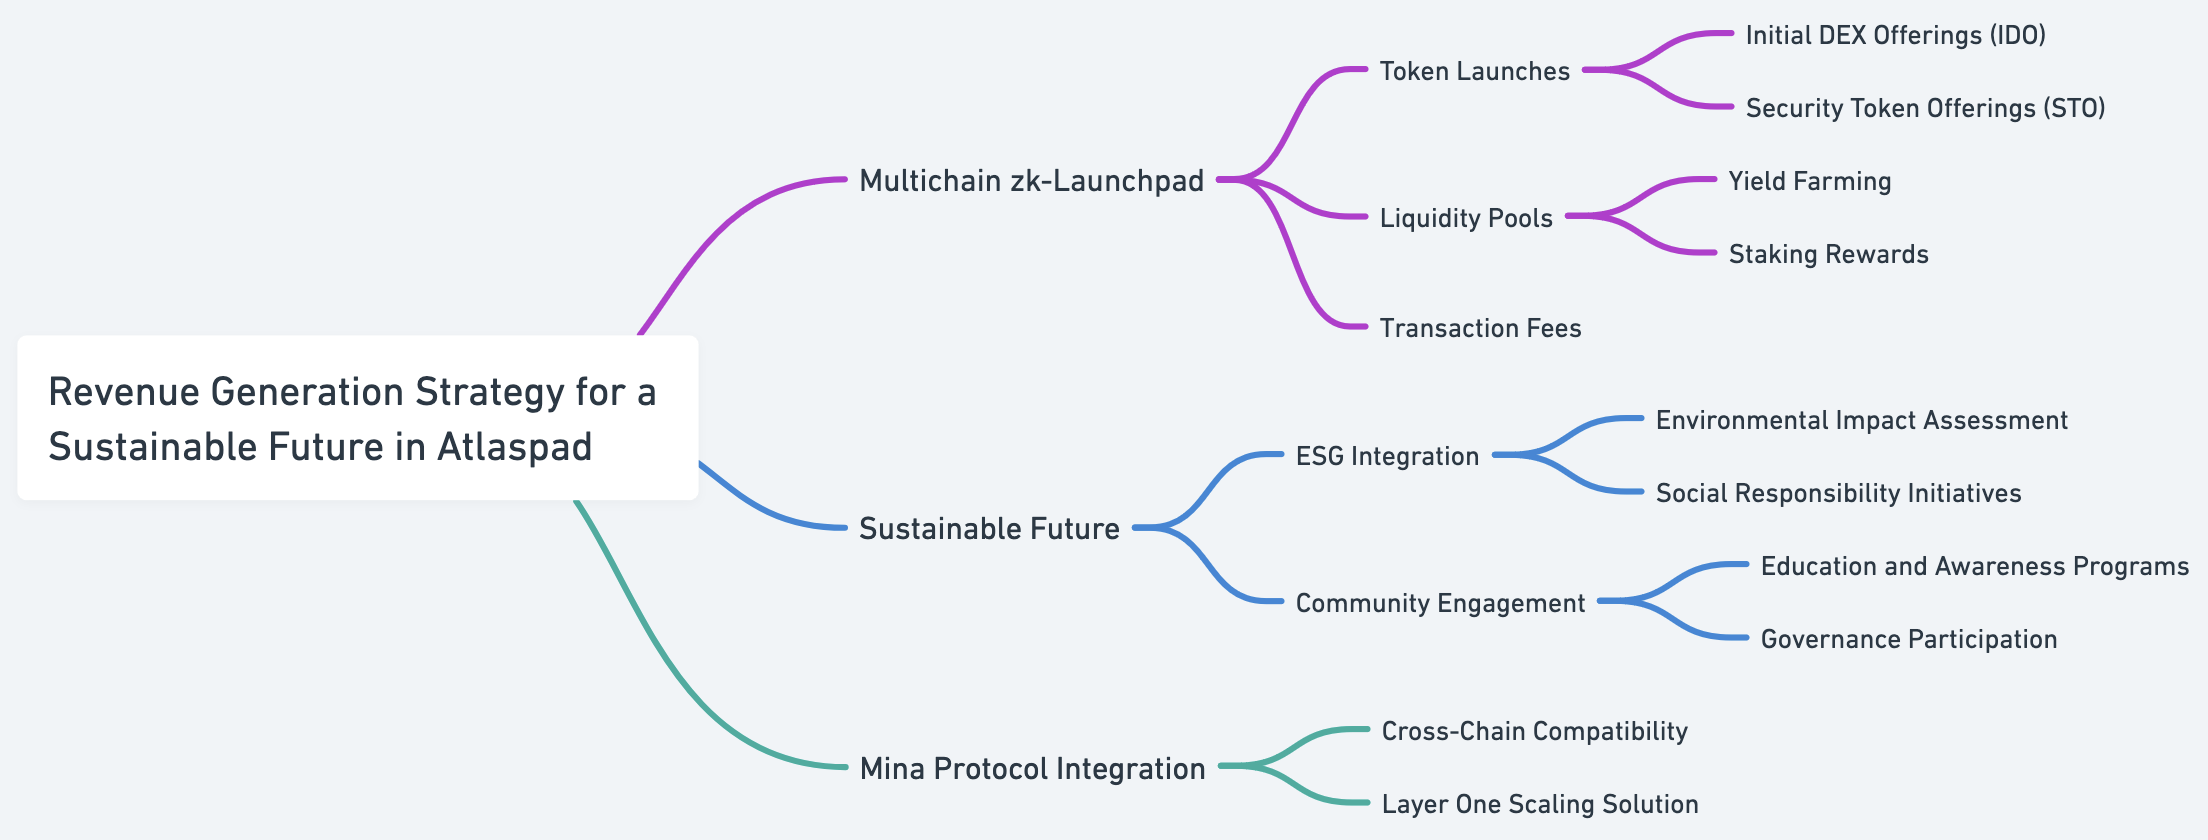 Revenue Generation Strategy for a
Sustainable Future in Atlaspad
Multichain zk-Launchpad
Token Launches
Initial DEX Offerings (IDO)
Security Token Offerings (STO)
Liquidity Pools
Yield Farming
Staking Rewards
Transaction Fees
Sustainable Future
ESG Integration
Environmental Impact Assessment
Social Responsibility Initiatives
Community Engagement
Education and Awareness Programs
Governance Participation
Mina Protocol Integration
Cross-Chain Compatibility
Layer One Scaling Solution